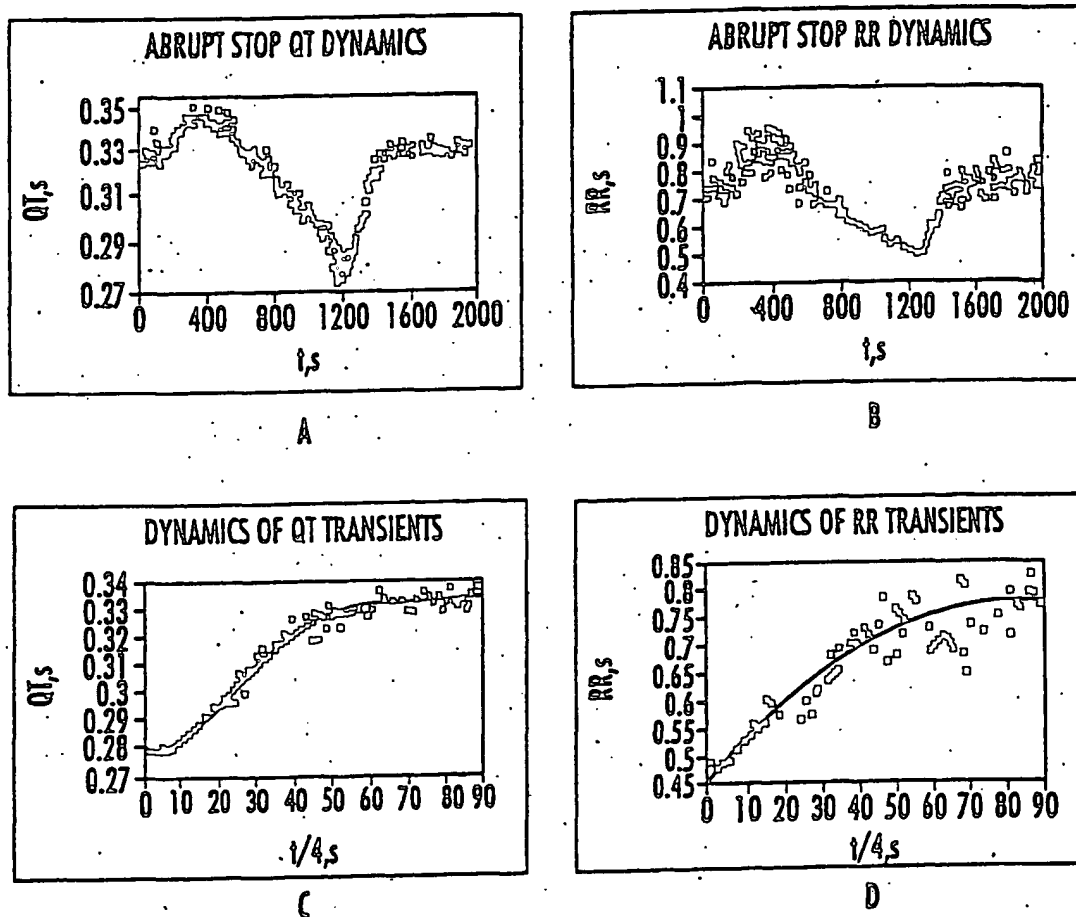 ABRUPT STOP QT DYNAMICS
0.35
0.33
0.31
0.29
0.27
QT,s
0 400 800 1200 1600 2000
t,s
A
ABRUPT STOP RR DYNAMICS
1.1
1
0.9
0.8
0.7
0.6
0.5
0.4
RR,s
0 400 800 1200 1600 2000
t,s
B
DYNAMICS OF QT TRANSIENTS
0.34
0.33
0.32
0.31
0.3
0.29
0.28
0.27
QT,s
0 10 20 30 40 50 60 70 80 90
t/4,s
C
DYNAMICS OF RR TRANSIENTS
0.85
0.8
0.75
0.7
0.65
0.6
0.55
0.5
0.45
RR,s
0 10 20 30 40 50 60 70 80 90
t/4,s
D